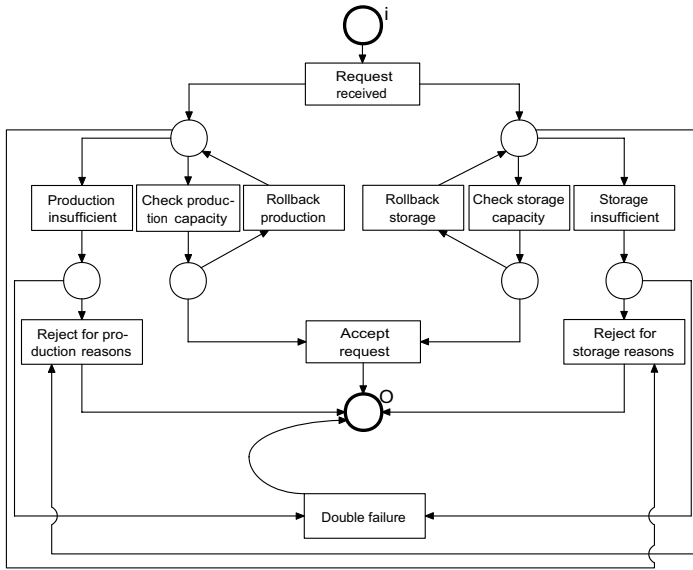 i
Request
received
Production
insufficient
Check produc-
tion capacity
Rollback
production
Rollback
storage
Check storage
capacity
Storage
insufficient
Reject for pro-
duction reasons
Accept
request
Reject for
storage reasons
O
Double failure